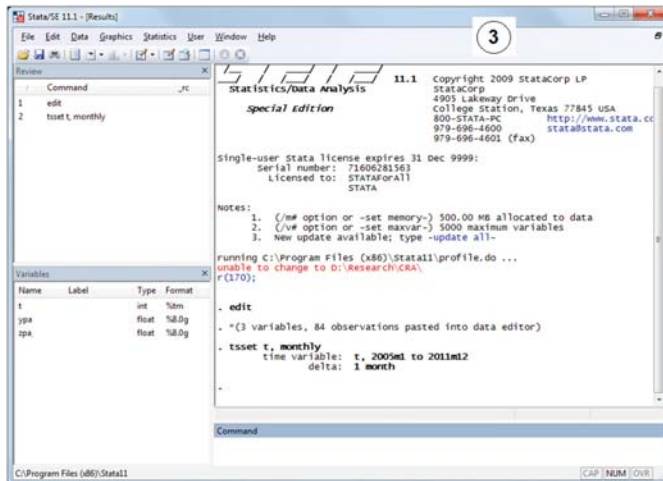 Stata/SE 11.1 - [Results]
File Edit Data Graphics Statistics User Window Help
3
Review
Command _rc
1 edit
2 tsset t, monthly
Variables
Name Label Type Format
t int %tm
ypa float %8.0g
zpa float %8.0g
11.1 Copyright 2009 StataCorp LP
Statistics/Data Analysis StataCorp
4905 Lakeway Drive
Special Edition College Station, Texas 77845 USA
800-STATA-PC http://www.stata.co
979-696-4600 stata@stata.com
979-696-4601 (fax)
Single-user Stata license expires 31 Dec 9999:
Serial number: 71606281563
Licensed to: STATAForAll
STATA
Notes:
1. (/m# option or -set memory-) 500.00 MB allocated to data
2. (/v# option or -set maxvar-) 5000 maximum variables
3. New update available; type -update all-
running C:\Program Files (x86)\Stata11\profile.do ...
unable to change to D:\Research\CRA\
r(170);
. edit
. *(3 variables, 84 observations pasted into data editor)
. tsset t, monthly
time variable: t, 2005m1 to 2011m12
delta: 1 month
.
Command
C:\Program Files (x86)\Stata11
CAP NUM OVR